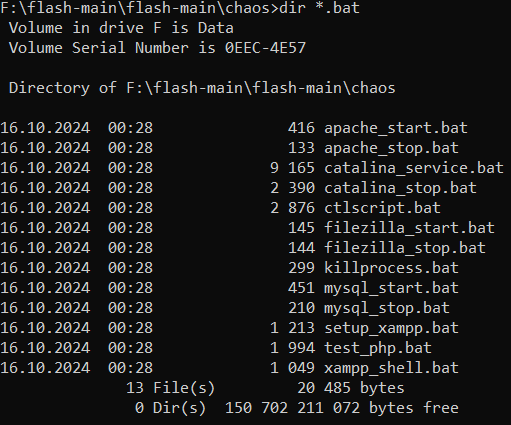 F:\flash-main\flash-main\chaos>dir *.bat
Volume in drive F is Data
Volume Serial Number is 0EEC-4E57
Directory of F:\flash-main\flash-main\chaos
16.10.2024  00:28               416 apache_start.bat
16.10.2024  00:28               133 apache_stop.bat
16.10.2024  00:28             9 165 catalina_service.bat
16.10.2024  00:28             2 390 catalina_stop.bat
16.10.2024  00:28             2 876 ctlscript.bat
16.10.2024  00:28               145 filezilla_start.bat
16.10.2024  00:28               144 filezilla_stop.bat
16.10.2024  00:28               299 killprocess.bat
16.10.2024  00:28               451 mysql_start.bat
16.10.2024  00:28               210 mysql_stop.bat
16.10.2024  00:28             1 213 setup_xampp.bat
16.10.2024  00:28             1 994 test_php.bat
16.10.2024  00:28             1 049 xampp_shell.bat
13 File(s)         20 485 bytes
0 Dir(s)  150 702 211 072 bytes free